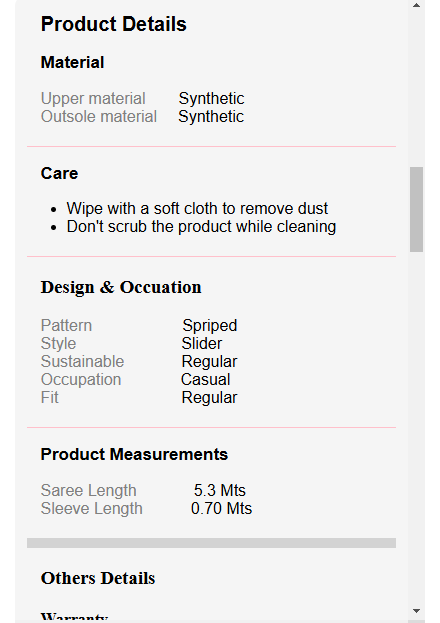 Product Details
Material
Upper material Synthetic
Outsole material Synthetic
Care
• Wipe with a soft cloth to remove dust
• Don't scrub the product while cleaning
Design & Occuation
Pattern Spriped
Style Slider
Sustainable Regular
Occupation Casual
Fit Regular
Product Measurements
Saree Length 5.3 Mts
Sleeve Length 0.70 Mts
Others Details
Warranty